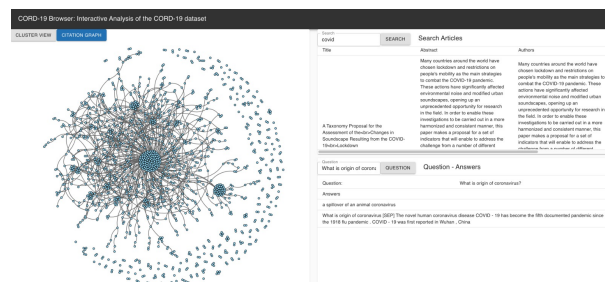 CORD-19 Browser: Interactive Analysis of the CORD-19 dataset
CLUSTER VIEW
CITATION GRAPH
Search
covid
SEARCH
Search Articles
Title
Abstract
Authors
A Taxonomy Proposal for the
Assessment of the<br>Changes in
Soundscape Resulting from the COVID-
19<br>Lockdown
Many countries around the world have
chosen lockdown and restrictions on
people's mobility as the main strategies
to combat the COVID-19 pandemic.
These actions have significantly affected
environmental noise and modified urban
soundscapes, opening up an
unprecedented opportunity for research
in the field. In order to enable these
investigations to be carried out in a more
harmonized and consistent manner, this
paper makes a proposal for a set of
indicators that will enable to address the
challenge from a number of different
Many countries around the world have
chosen lockdown and restrictions on
people's mobility as the main strategies to
combat the COVID-19 pandemic. These
actions have significantly affected
environmental noise and modified urban
soundscapes, opening up an
unprecedented opportunity for research in
the field. In order to enable these
investigations to be carried out in a more
harmonized and consistent manner, this
paper makes a proposal for a set of
indicators that will enable to address the
challenge from a number of different
Question
What is origin of corona
QUESTION
Question - Answers
Question:
What is origin of coronavirus?
Answers
a spillover of an animal coronavirus
What is origin of coronavirus [SEP] The novel human coronavirus disease COVID - 19 has become the fifth documented pandemic since
the 1918 flu pandemic . COVID - 19 was first reported in Wuhan , China